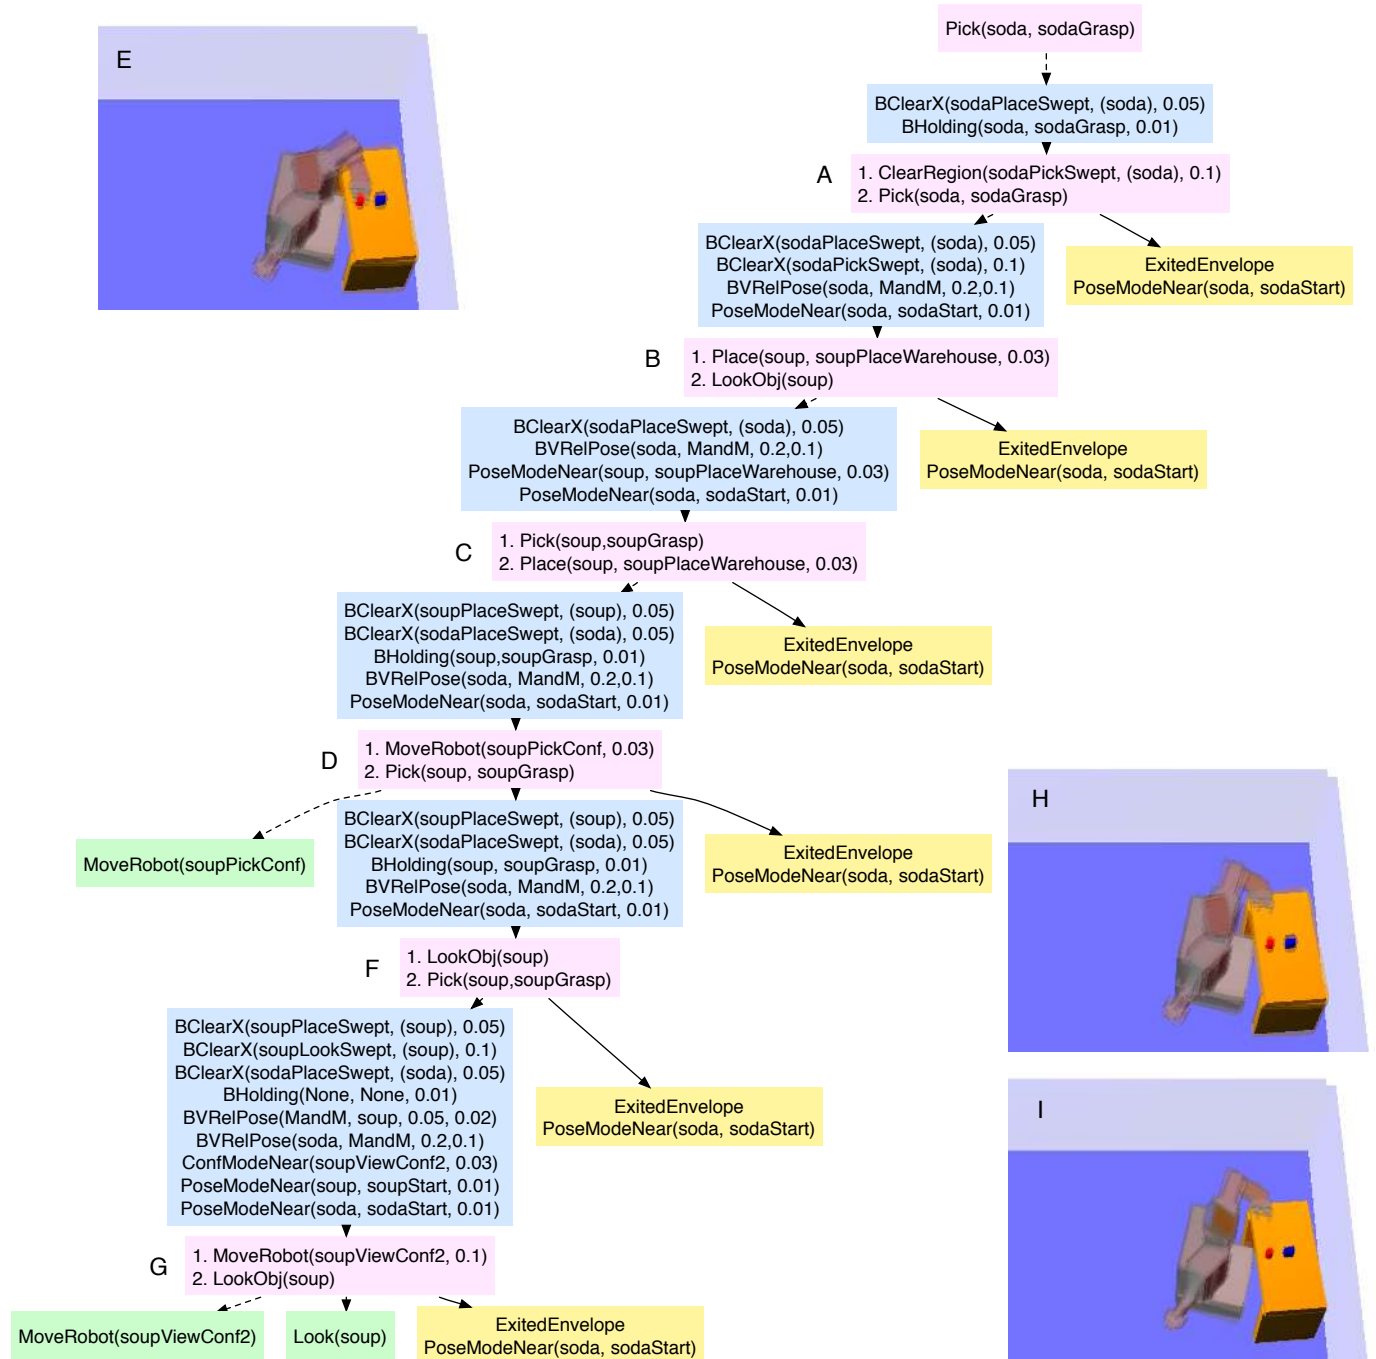 E
Pick(soda, sodaGrasp)
BClearX(sodaPlaceSwept, (soda), 0.05)
BHolding(soda, sodaGrasp, 0.01)
A
1. ClearRegion(sodaPickSwept, (soda), 0.1)
2. Pick(soda, sodaGrasp)
BClearX(sodaPlaceSwept, (soda), 0.05)
BClearX(sodaPickSwept, (soda), 0.1)
BVRelPose(soda, MandM, 0.2,0.1)
PoseModeNear(soda, sodaStart, 0.01)
ExitedEnvelope
PoseModeNear(soda, sodaStart)
B
1. Place(soup, soupPlaceWarehouse, 0.03)
2. LookObj(soup)
BClearX(sodaPlaceSwept, (soda), 0.05)
BVRelPose(soda, MandM, 0.2,0.1)
PoseModeNear(soup, soupPlaceWarehouse, 0.03)
PoseModeNear(soda, sodaStart, 0.01)
ExitedEnvelope
PoseModeNear(soda, sodaStart)
C
1. Pick(soup,soupGrasp)
2. Place(soup, soupPlaceWarehouse, 0.03)
BClearX(soupPlaceSwept, (soup), 0.05)
BClearX(sodaPlaceSwept, (soda), 0.05)
BHolding(soup,soupGrasp, 0.01)
BVRelPose(soda, MandM, 0.2,0.1)
PoseModeNear(soda, sodaStart, 0.01)
ExitedEnvelope
PoseModeNear(soda, sodaStart)
D
1. MoveRobot(soupPickConf, 0.03)
2. Pick(soup, soupGrasp)
MoveRobot(soupPickConf)
BClearX(soupPlaceSwept, (soup), 0.05)
BClearX(sodaPlaceSwept, (soda), 0.05)
BHolding(soup, soupGrasp, 0.01)
BVRelPose(soda, MandM, 0.2,0.1)
PoseModeNear(soda, sodaStart, 0.01)
ExitedEnvelope
PoseModeNear(soda, sodaStart)
H
F
1. LookObj(soup)
2. Pick(soup,soupGrasp)
BClearX(soupPlaceSwept, (soup), 0.05)
BClearX(soupLookSwept, (soup), 0.1)
BClearX(sodaPlaceSwept, (soda), 0.05)
BHolding(None, None, 0.01)
BVRelPose(MandM, soup, 0.05, 0.02)
BVRelPose(soda, MandM, 0.2,0.1)
ConfModeNear(soupViewConf2, 0.03)
PoseModeNear(soup, soupStart, 0.01)
PoseModeNear(soda, sodaStart, 0.01)
ExitedEnvelope
PoseModeNear(soda, sodaStart)
I
G
1. MoveRobot(soupViewConf2, 0.1)
2. LookObj(soup)
MoveRobot(soupViewConf2)
Look(soup)
ExitedEnvelope
PoseModeNear(soda, sodaStart)